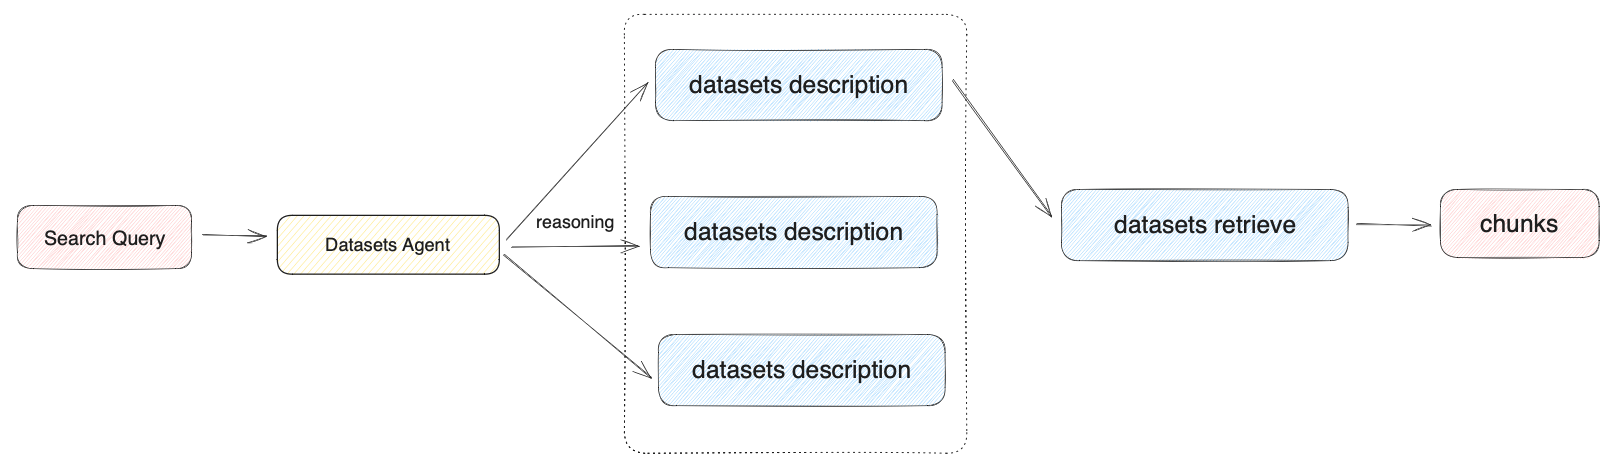 Search Query
Datasets Agent
reasoning
datasets description
datasets description
datasets description
datasets retrieve
chunks